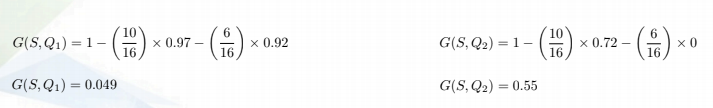 G(S, Q₁) = 1 − (10/16) × 0.97 − (6/16) × 0.92
G(S, Q₁) = 0.049
G(S, Q₂) = 1 − (10/16) × 0.72 − (6/16) × 0
G(S, Q₂) = 0.55